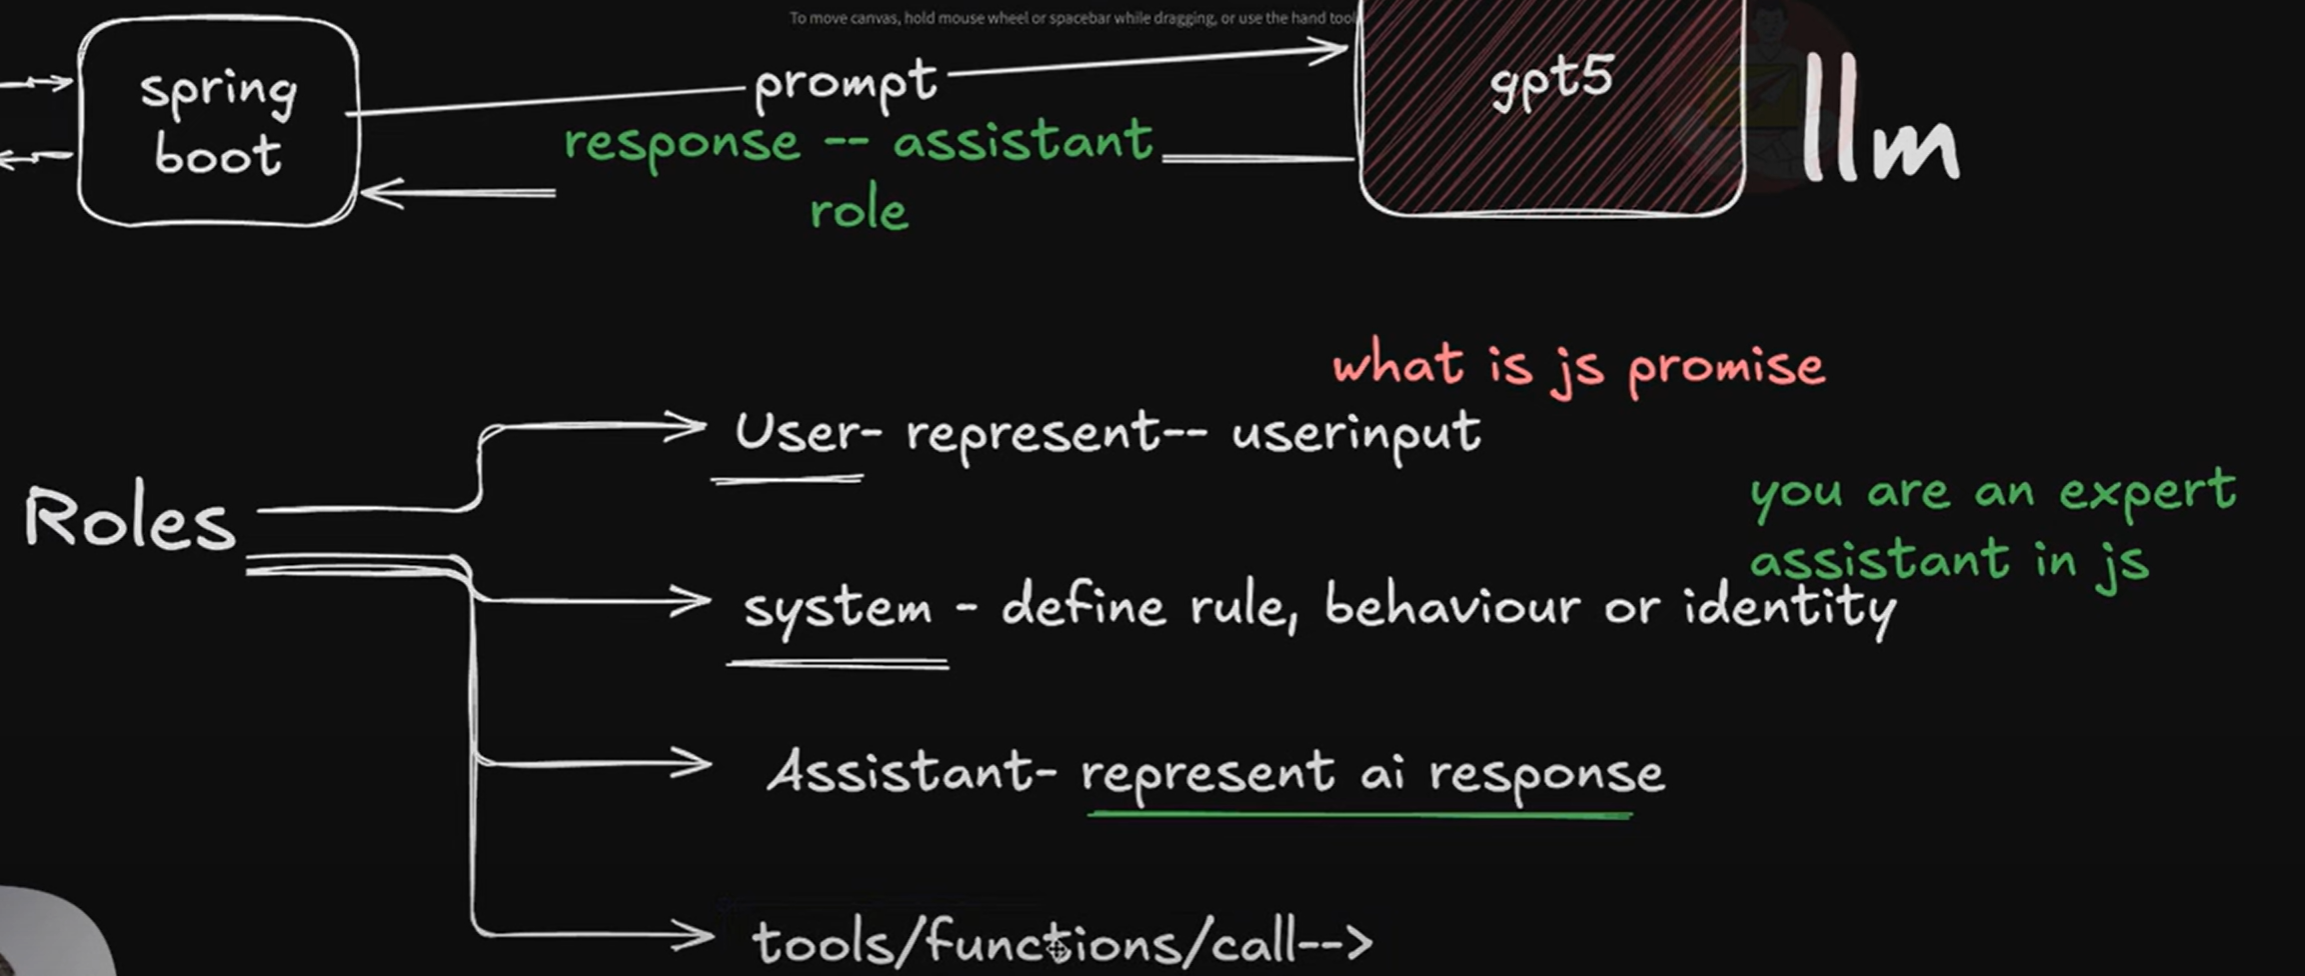 To move canvas, hold mouse wheel or spacebar while dragging, or use the hand tool
spring
boot
prompt
response -- assistant
role
gpt5
llm
what is js promise
User- represent-- userinput
Roles
you are an expert
assistant in js
system - define rule, behaviour or identity
Assistant- represent ai response
tools/functions/call-->